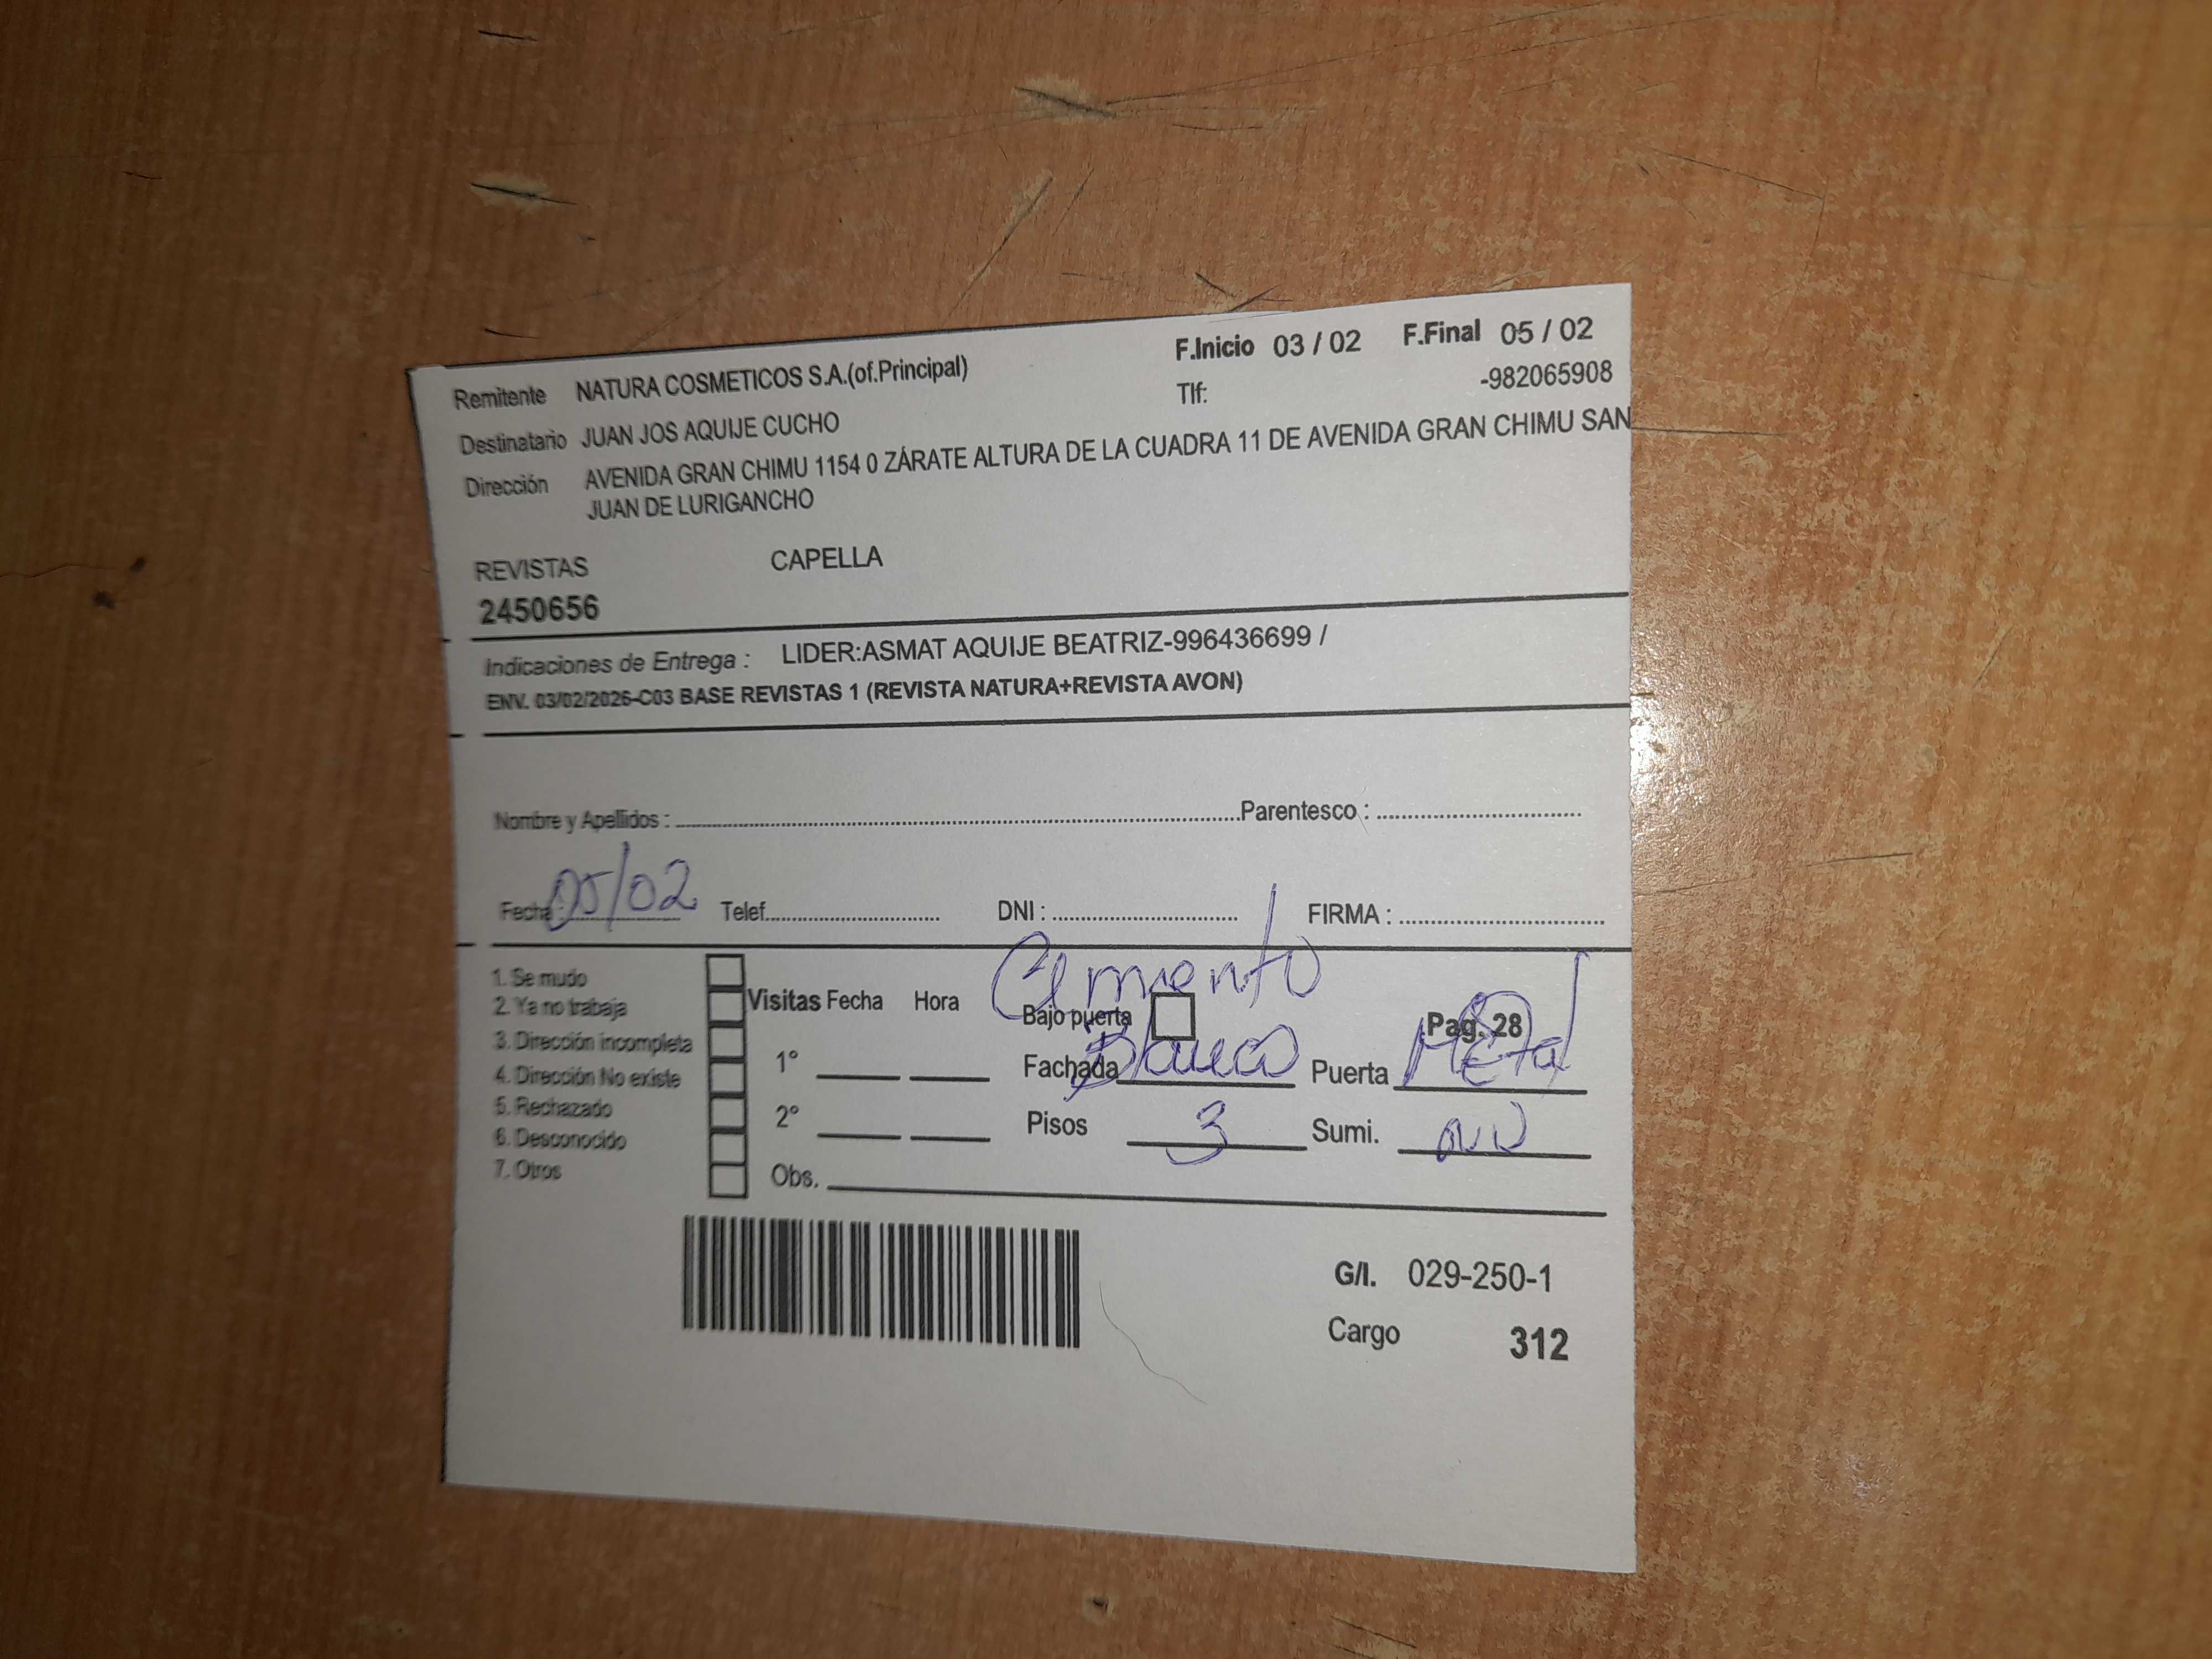 F.Inicio 03 / 02 F.Final 05 / 02
Remitente NATURA COSMETICOS S.A.(of.Principal) Tlf: -982065908
Destinatario JUAN JOS AQUIJE CUCHO
Dirección AVENIDA GRAN CHIMU 1154 0 ZÁRATE ALTURA DE LA CUADRA 11 DE AVENIDA GRAN CHIMU SAN
JUAN DE LURIGANCHO
REVISTAS CAPELLA
2450656
Indicaciones de Entrega : LIDER:ASMAT AQUIJE BEATRIZ-996436699 /
ENV. 03/02/2026-C03 BASE REVISTAS 1 (REVISTA NATURA+REVISTA AVON)
Nombre y Apellidos : Parentesco :
Fecha : 05/02 Telef. DNI : FIRMA :
Cemento
1. Se mudo
2. Ya no trabaja
3. Dirección incompleta
4. Dirección No existe
5. Rechazado
6. Desconocido
7. Otros
Visitas Fecha Hora Bajo puerta Pag. 28
1° Fachada Blanco Puerta Metal
2° Pisos 3 Sumi.
Obs.
G/I. 029-250-1
Cargo 312